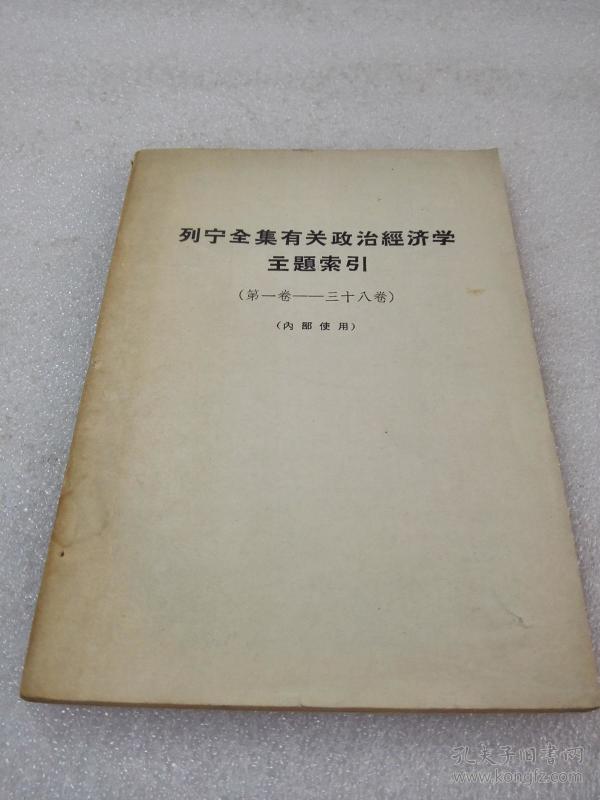 列宁全集有关政治經济学
主題索引
(第一卷——三十八卷)
(內部使用)
孔夫子旧书网
www.kongfz.com